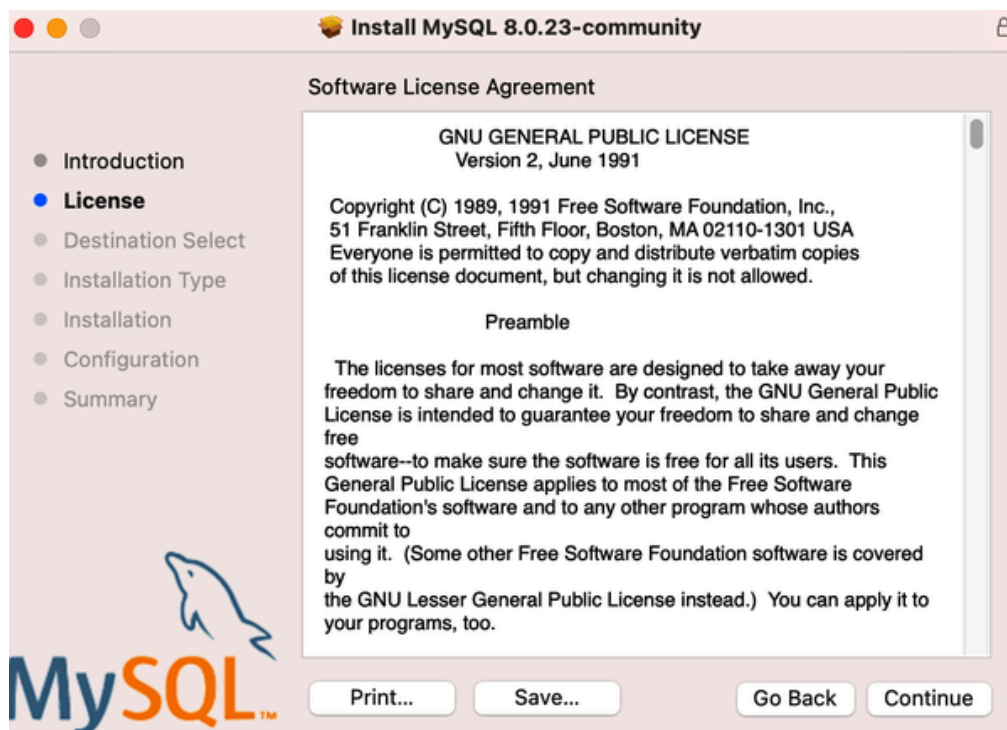 Install MySQL 8.0.23-community
Software License Agreement
Introduction
License
Destination Select
Installation Type
Installation
Configuration
Summary
GNU GENERAL PUBLIC LICENSE
Version 2, June 1991
Copyright (C) 1989, 1991 Free Software Foundation, Inc.,
51 Franklin Street, Fifth Floor, Boston, MA 02110-1301 USA
Everyone is permitted to copy and distribute verbatim copies
of this license document, but changing it is not allowed.
Preamble
The licenses for most software are designed to take away your
freedom to share and change it.  By contrast, the GNU General Public
License is intended to guarantee your freedom to share and change
free
software--to make sure the software is free for all its users.  This
General Public License applies to most of the Free Software
Foundation's software and to any other program whose authors
commit to
using it.  (Some other Free Software Foundation software is covered
by
the GNU Lesser General Public License instead.)  You can apply it to
your programs, too.
MySQL™
Print...
Save...
Go Back
Continue